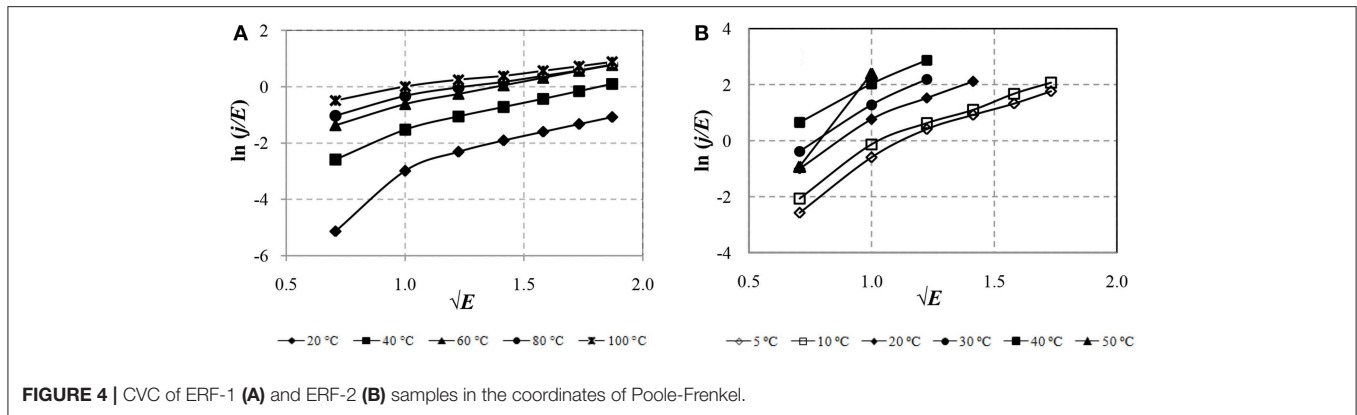 A
2
0
-2
-4
-6
ln (j/E)
0.5 1.0 1.5 2.0
√E
20 °C 40 °C 60 °C 80 °C 100 °C
B
4
2
0
-2
-4
ln (j/E)
0.5 1.0 1.5 2.0
√E
5 °C 10 °C 20 °C 30 °C 40 °C 50 °C
FIGURE 4 | CVC of ERF-1 (A) and ERF-2 (B) samples in the coordinates of Poole-Frenkel.